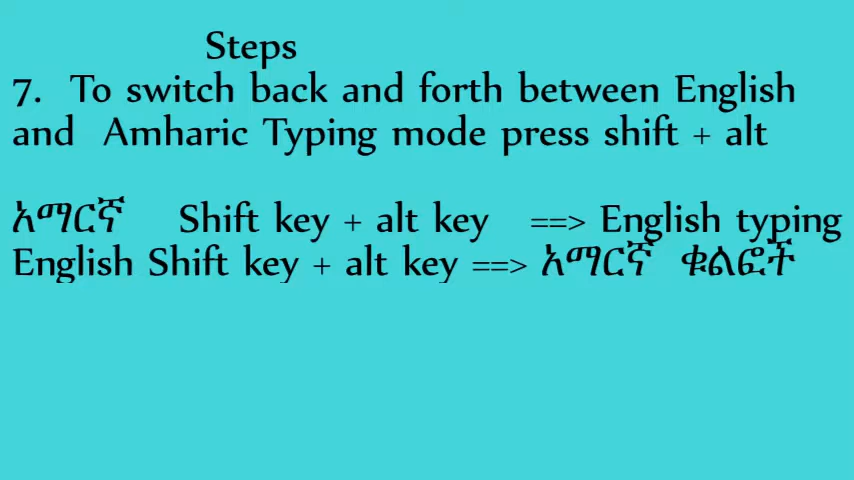 Steps
7. To switch back and forth between English
and Amharic Typing mode press shift + alt
አማርኛ Shift key + alt key ==> English typing
English Shift key + alt key ==> አማርኛ ቁልፎች